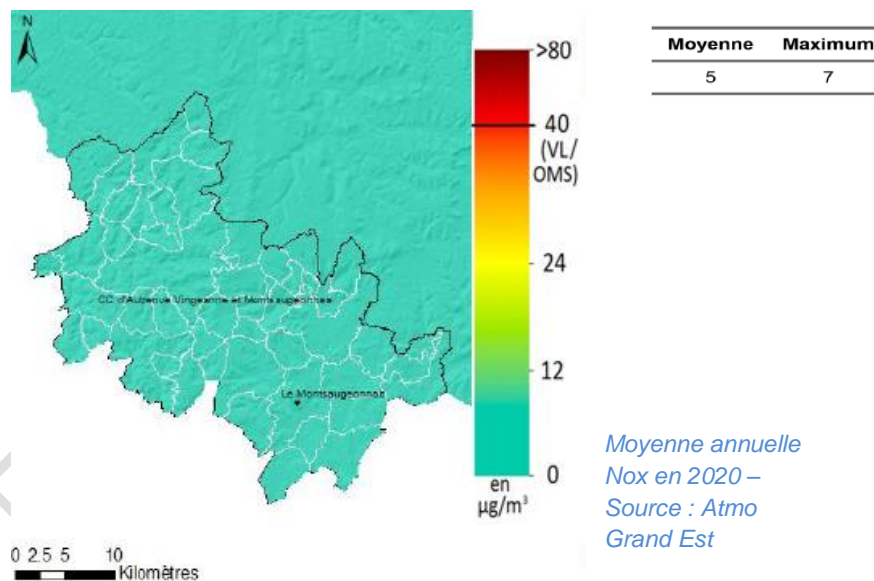 N
>80
40
(VL/
OMS)
24
12
0
en
µg/m³
Moyenne Maximum
5 7
CC d'Auberive Vingeanne et Montsaugeonnais
Le Montsaugeonnais
Moyenne annuelle
Nox en 2020 –
Source : Atmo
Grand Est
0 2.5 5 10
Kilomètres